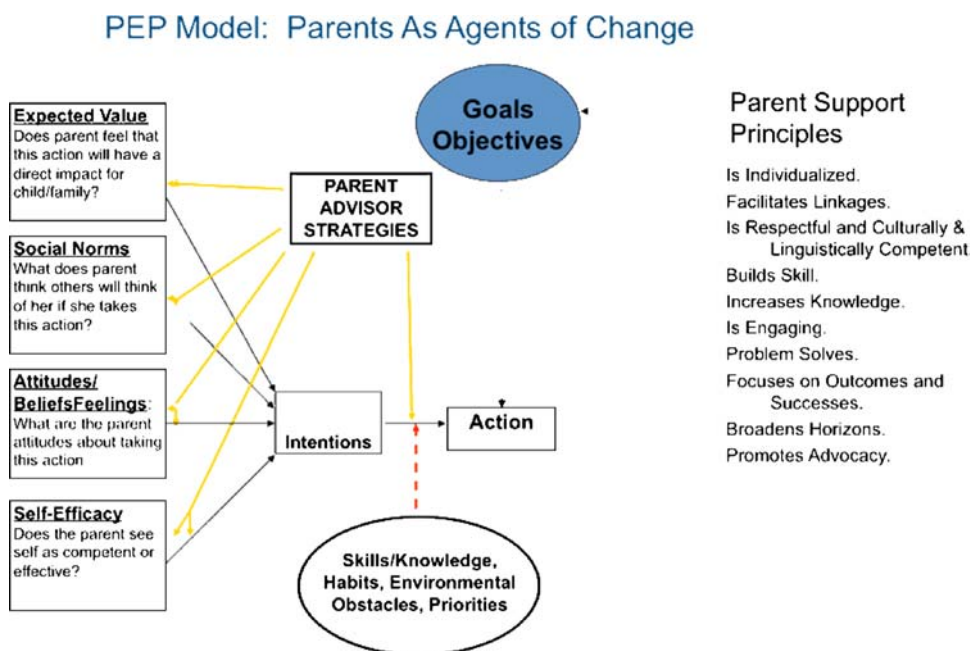 PEP Model: Parents As Agents of Change
Expected Value
Does parent feel that
this action will have a
direct impact for
child/family?
Social Norms
What does parent
think others will think
of her if she takes
this action?
Attitudes/
BeliefsFeelings:
What are the parent
attitudes about taking
this action
Self-Efficacy
Does the parent see
self as competent or
effective?
PARENT
ADVISOR
STRATEGIES
Goals
Objectives
Intentions
Action
Skills/Knowledge,
Habits, Environmental
Obstacles, Priorities
Parent Support
Principles
Is Individualized.
Facilitates Linkages.
Is Respectful and Culturally &
Linguistically Competent
Builds Skill.
Increases Knowledge.
Is Engaging.
Problem Solves.
Focuses on Outcomes and
Successes.
Broadens Horizons.
Promotes Advocacy.